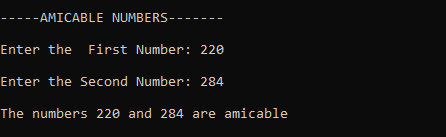 -----AMICABLE NUMBERS-------
Enter the  First Number: 220
Enter the Second Number: 284
The numbers 220 and 284 are amicable